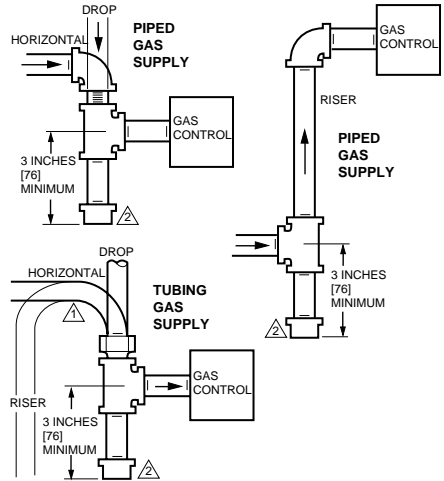 DROP
HORIZONTAL
PIPED
GAS
SUPPLY
GAS
CONTROL
3 INCHES
[76]
MINIMUM
2
GAS
CONTROL
RISER
PIPED
GAS
SUPPLY
3 INCHES
[76]
MINIMUM
2
DROP
HORIZONTAL
1
TUBING
GAS
SUPPLY
GAS
CONTROL
RISER
3 INCHES
[76]
MINIMUM
2